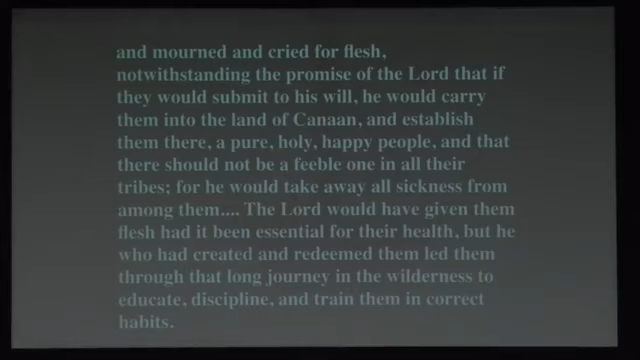 and mourned and cried for flesh,
notwithstanding the promise of the Lord that if
they would submit to his will, he would carry
them into the land of Canaan, and establish
them there, a pure, holy, happy people, and that
there should not be a feeble one in all their
tribes; for he would take away all sickness from
among them.... The Lord would have given them
flesh had it been essential for their health, but he
who had created and redeemed them led them
through that long journey in the wilderness to
educate, discipline, and train them in correct
habits.